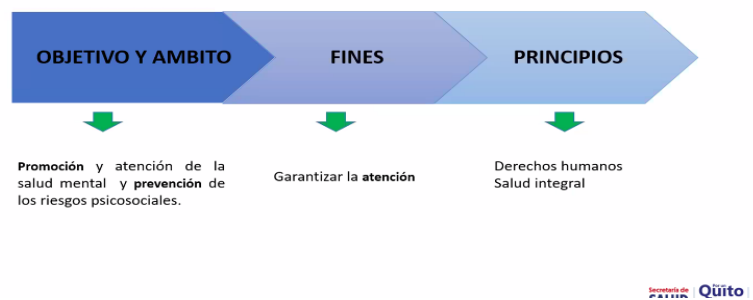 OBJETIVO Y AMBITO
FINES
PRINCIPIOS
Promoción y atención de la
salud mental y prevención de
los riesgos psicosociales.
Garantizar la atención
Derechos humanos
Salud integral
Secretaría de
SALUD
Quito